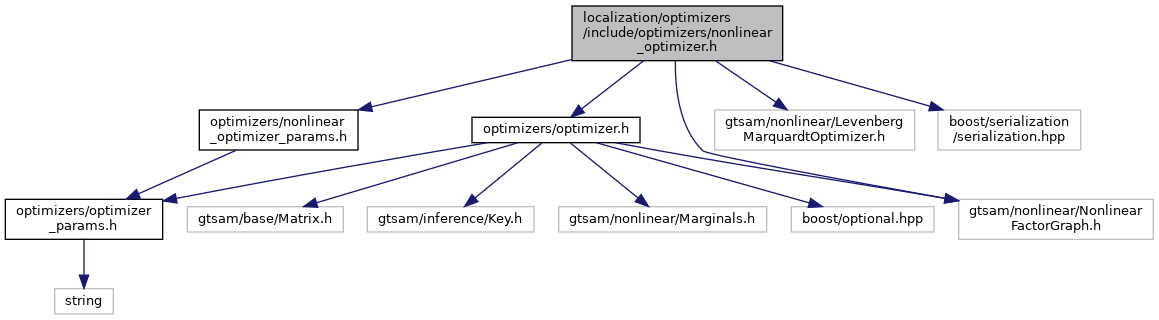 localization/optimizers
/include/optimizers/nonlinear
_optimizer.h
optimizers/nonlinear
_optimizer_params.h
optimizers/optimizer.h
gtsam/nonlinear/Levenberg
MarquardtOptimizer.h
boost/serialization
/serialization.hpp
optimizers/optimizer
_params.h
gtsam/base/Matrix.h
gtsam/inference/Key.h
gtsam/nonlinear/Marginals.h
boost/optional.hpp
gtsam/nonlinear/Nonlinear
FactorGraph.h
string